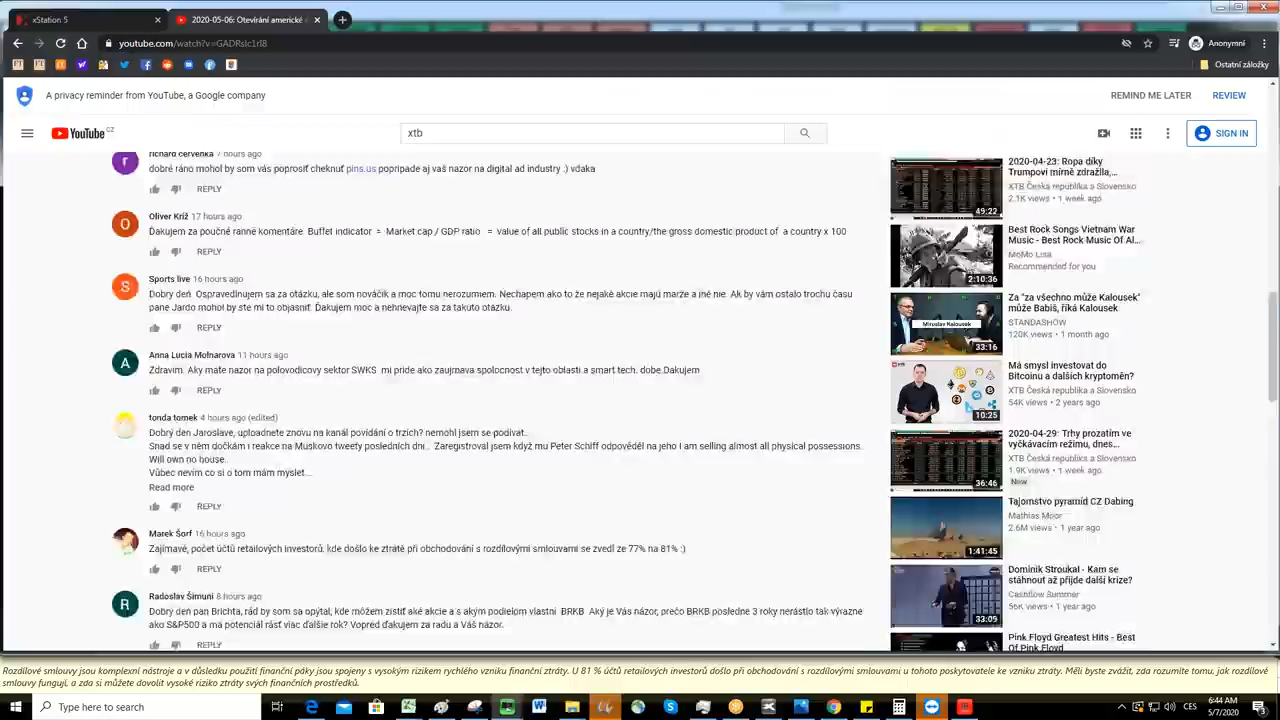 xStation 5
2020-05-06: Otevírání americké e
youtube.com/watch?v=GADRsIc1rI8
Anonymní
Ostatní záložky
A privacy reminder from YouTube, a Google company
REMIND ME LATER
REVIEW
YouTube CZ
xtb
SIGN IN
richard cervenka 7 hours ago
dobré ráno mohol by som vás poprosiť cheknuť pins.us popripade aj vaš nazor na digital ad industry :) vdaka
REPLY
Oliver Kríž 17 hours ago
Ďakujem za poučné ranné komentáre Buffet indicator = Market cap / GDP ratio = value of all public stocks in a country/the gross domestic product of a country x 100
REPLY
Sports live 16 hours ago
Dobry deň Ospravedlňujem sa za otázku, ale som nováčik a moc tomu nerozumem. Nechapem ako to že nejaké akcie majú marže a iné nie. Ak by vám ostalo trochu času
pane Jardo mohol by ste mi to objasniť. Ďakujem moc a nehnevajte sa za takúto otázku.
REPLY
Anna Lucia Molnarova 11 hours ago
Zdravim. Aky mate nazor na polovodicovy sektor SWKS mi pride ako zaujmava spolocnost v tejto oblasti a smart tech. dobe.Dakujem
REPLY
tonda tomek 4 hours ago (edited)
Dobrý den Jaroslave, uploadnete znovu na kanál povídání o trzích? nemohl jsem se podívat.
Snad se v něm dočkám i reakce na Muskovo tweety posledních dní... Zaregistroval jsem když mu Peter Schiff odpověděl na jeho I am selling almost all physical possessions.
Will own no house.
Vůbec nevím co si o tom mám myslet...
Read more
REPLY
Marek Šorf 16 hours ago
Zajímavé, počet účtů retailových investorů, kde došlo ke ztrátě při obchodování s rozdílovými smlouvami se zvedl ze 77% na 81% :)
REPLY
Radoslav Šimuni 8 hours ago
Dobrý deň pan Brichta, rád by som sa opýtal, kde môžem zistiť aké akcie a s akým podielom vlastní BRKB Aký je Váš názor, prečo BRKB posledne 3 roky nerástlo tak výrazne
ako S&P500 a má potenciál rásť viac ďalšie rok? Vopred ďakujem za radu a Váš názor.
REPLY
2020-04-23: Ropa díky
Trumpovi mírně zdražila,...
XTB Česká republika a Slovensko
2.1K views • 1 week ago
49:22
Best Rock Songs Vietnam War
Music - Best Rock Music Of Al...
MoMo Lisa
Recommended for you
2:10:36
Za "za všechno může Kalousek"
může Babiš, říká Kalousek
STANDASHOW
120K views • 1 month ago
Miroslav Kalousek
33:16
Má smysl investovat do
Bitcoinu a dalších kryptoměn?
XTB Česká republika a Slovensko
54K views • 2 years ago
10:25
2020-04-29: Trhy prozatím ve
vyčkávacím režimu, dnes...
XTB Česká republika a Slovensko
1.9K views • 1 week ago
New
36:46
Tajomstvo pyramíd CZ Dabing
Mathias Moor
2.6M views • 1 year ago
1:41:45
Dominik Stroukal - Kam se
stáhnout až přijde další krize?
Cashflow Summer
56K views • 1 year ago
33:09
Pink Floyd Greatest Hits - Best
Of Pink Floyd
Rozdílové smlouvy jsou komplexní nástroje a v důsledku použití finanční páky jsou spojeny s vysokým rizikem rychlého vzniku finanční ztráty. U 81 % účtů retailových investorů došlo při obchodování s rozdílovými smlouvami u tohoto poskytovatele ke vzniku ztráty. Měli byste zvážit, zda rozumíte tomu, jak rozdílové
smlouvy fungují, a zda si můžete dovolit vysoké riziko ztráty svých finančních prostředků.
Type here to search
CES
6:44 AM
5/7/2020